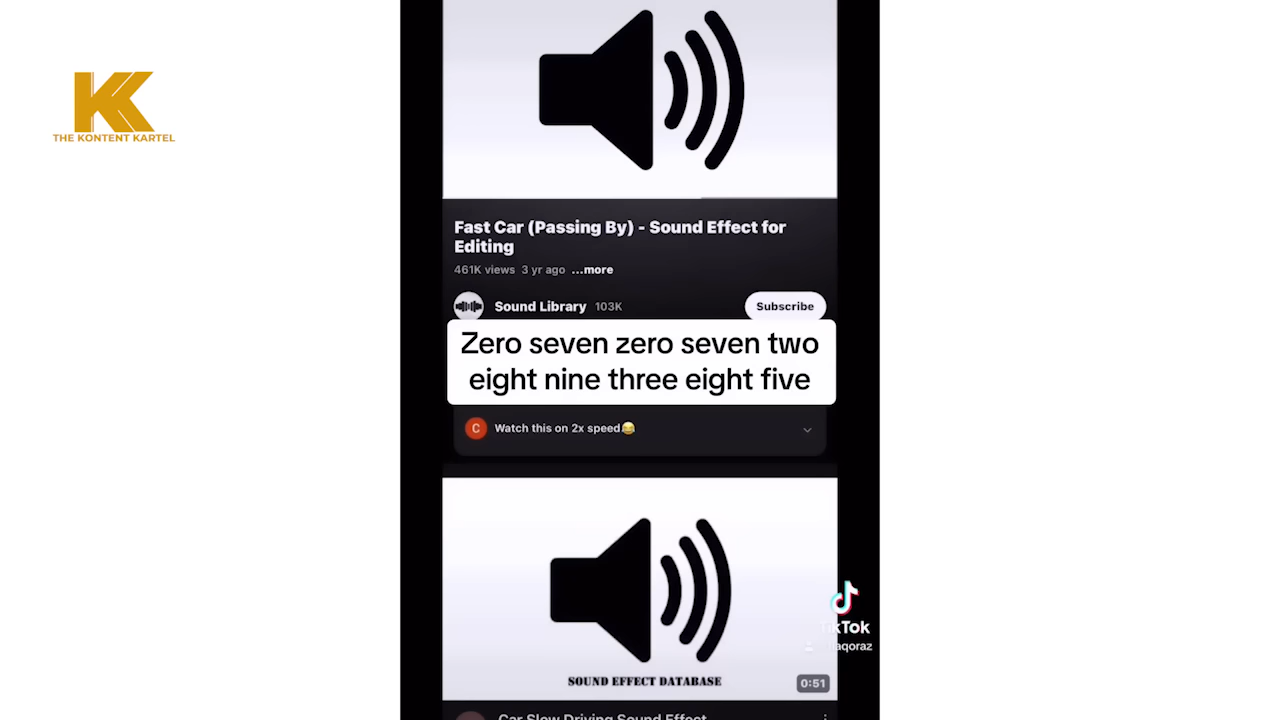 THE KONTENT KARTEL
Fast Car (Passing By) - Sound Effect for
Editing
461K views 3 yr ago ...more
Sound Library 103K
Subscribe
Zero seven zero seven two
eight nine three eight five
C Watch this on 2x speed😂
SOUND EFFECT DATABASE
0:51
TikTok
Car Slow Driving Sound Effect